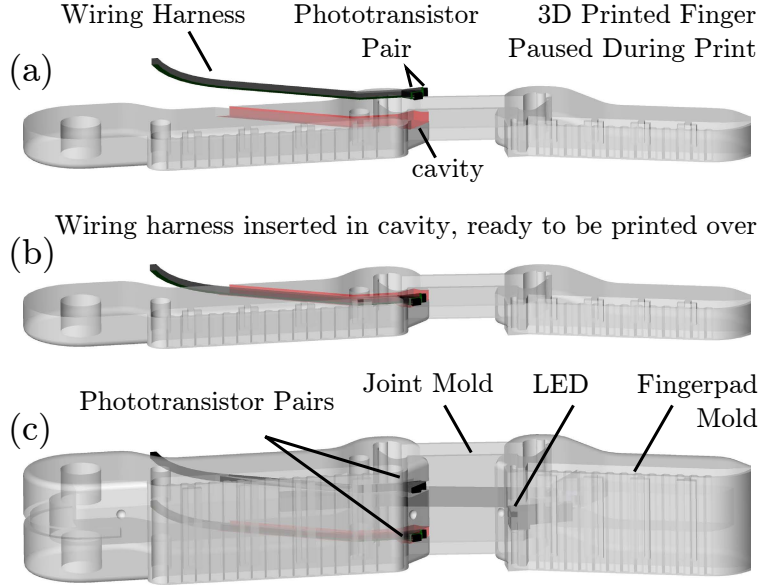 Wiring Harness
Phototransistor
Pair
3D Printed Finger
Paused During Print
(a)
cavity
Wiring harness inserted in cavity, ready to be printed over
(b)
Joint Mold
LED
Fingerpad
Mold
Phototransistor Pairs
(c)